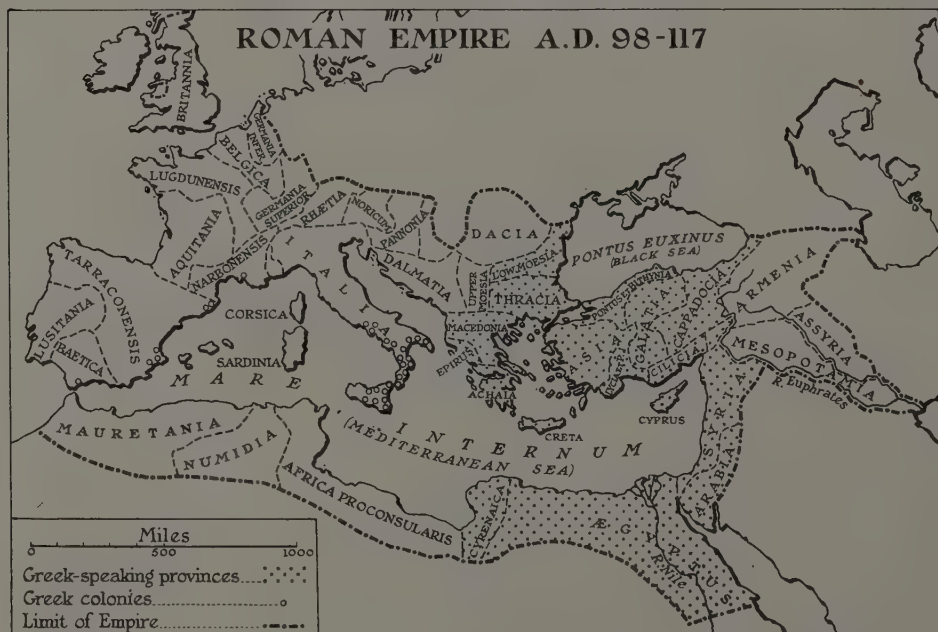 ROMAN EMPIRE A.D. 98-117
BRITANNIA
GERMANIA INFER.
BELGICA
LUGDUNENSIS
GERMANIA
SUPERIOR
RHÆTIA
NORICUM
PANNONIA
DACIA
AQUITANIA
NARBONENSIS
ITALIA
DALMATIA
UPPER
MOESIA
LOW. MOESIA
THRACIA
PONTUS EUXINUS
(BLACK SEA)
TARRACONENSIS
LUSITANIA
BAETICA
CORSICA
SARDINIA
MACEDONIA
EPIRUS
ACHAIA
ASIA
GALATIA
CAPPADOCIA
CILICIA
ARMENIA
ASSYRIA
MESOPOTMA
R. Euphrates
SYRIA
ARABIA
CYPRUS
CRETA
MARE
INTERNUM
(MEDITERRANEAN SEA)
MAURETANIA
NUMIDIA
AFRICA PROCONSULARIS
CYRENAICA
ÆGYPTUS
R. Nile
Miles
0 500 1000
Greek-speaking provinces
Greek colonies
Limit of Empire